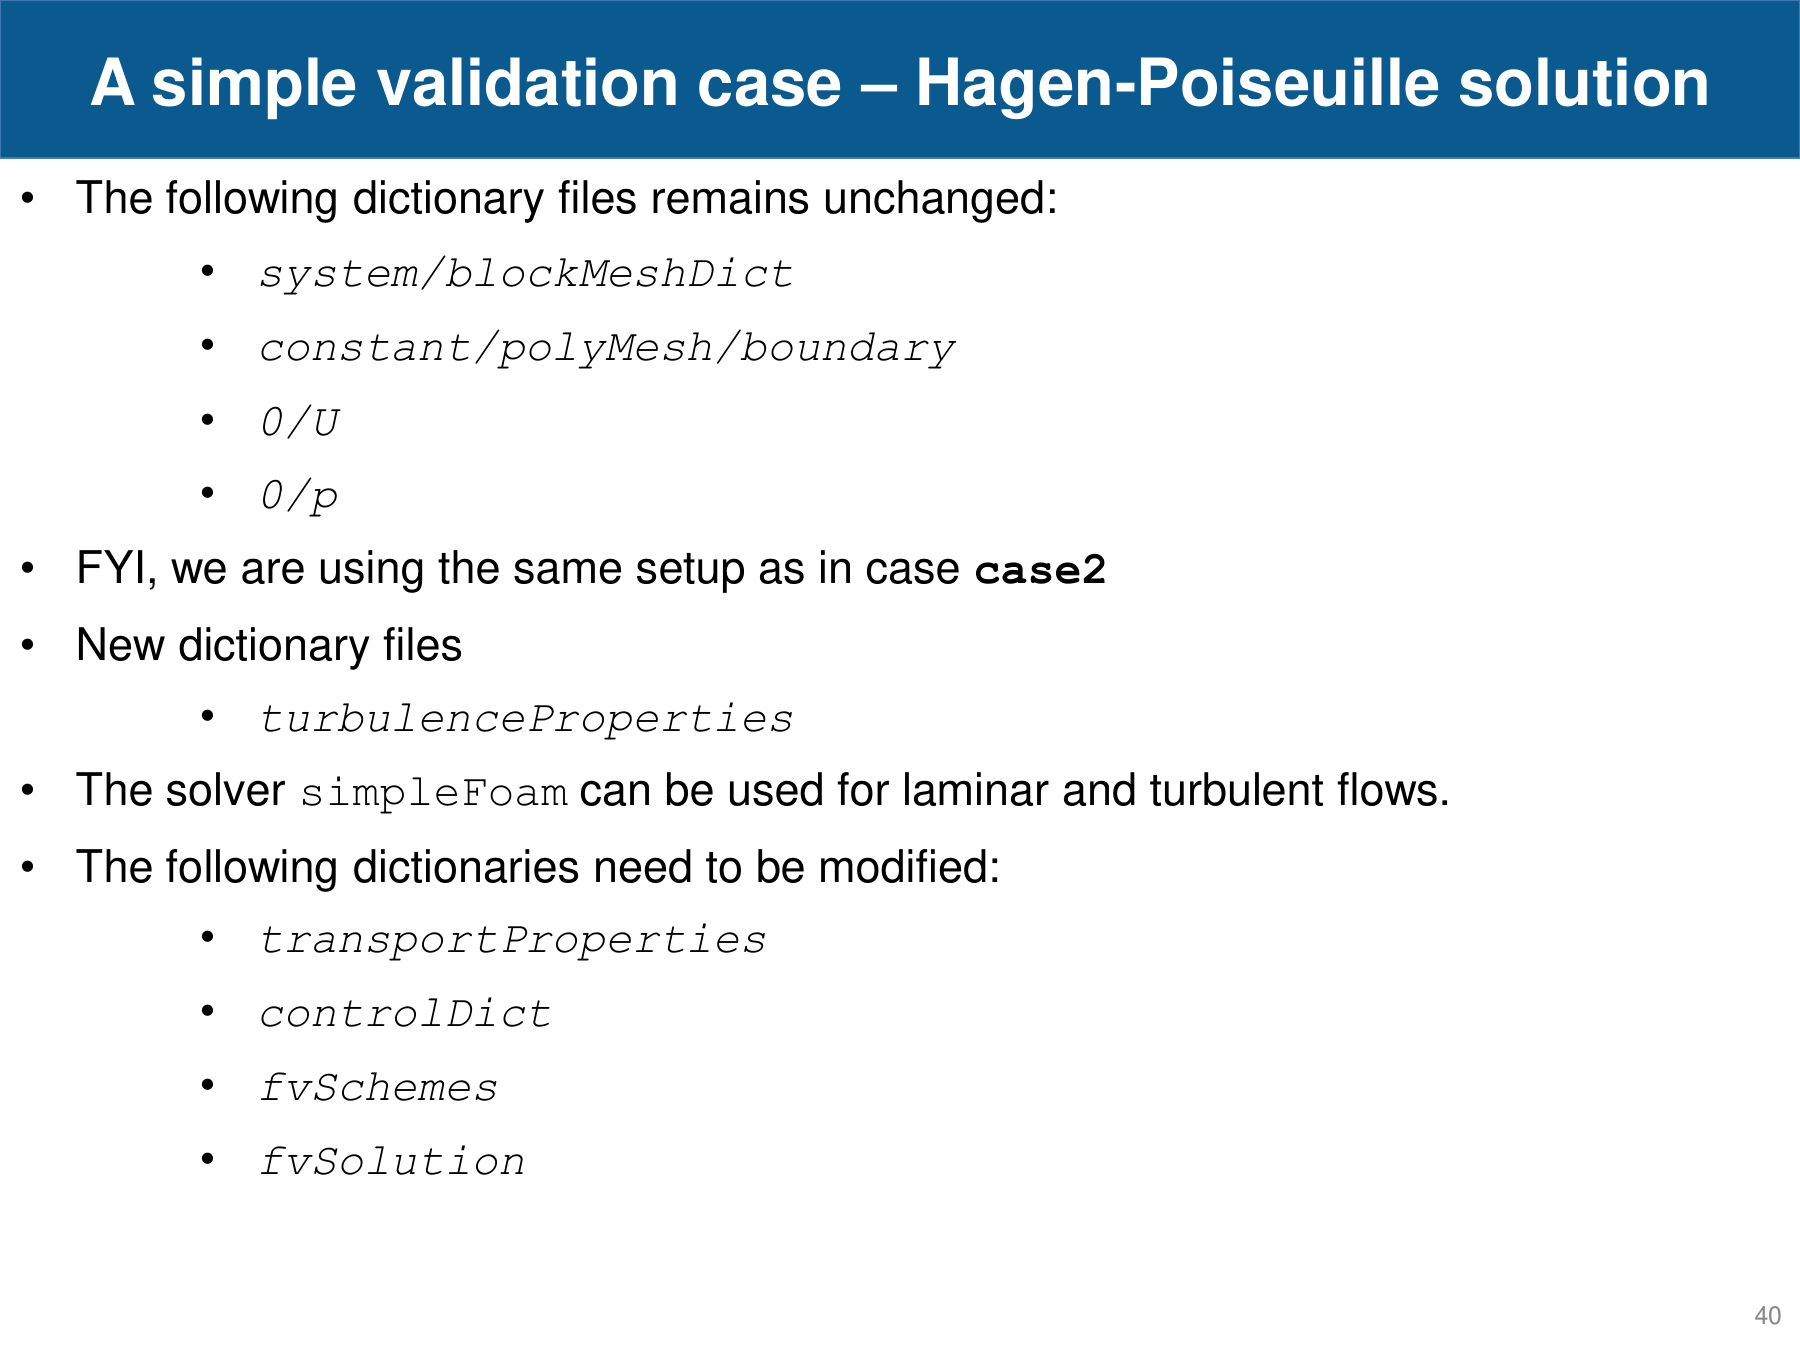 A simple validation case – Hagen-Poiseuille solution
• The following dictionary files remains unchanged:
• system/blockMeshDict
• constant/polyMesh/boundary
• 0/U
• 0/p
• FYI, we are using the same setup as in case case2
• New dictionary files
• turbulenceProperties
• The solver simpleFoam can be used for laminar and turbulent flows.
• The following dictionaries need to be modified:
• transportProperties
• controlDict
• fvSchemes
• fvSolution
40